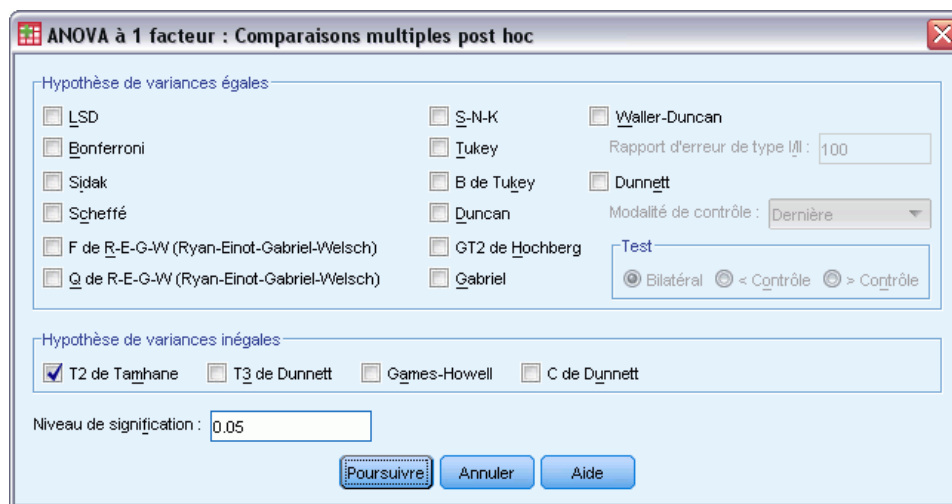 ANOVA à 1 facteur : Comparaisons multiples post hoc
Hypothèse de variances égales
LSD
S-N-K
Waller-Duncan
Bonferroni
Tukey
Rapport d'erreur de type I/II : 100
Sidak
B de Tukey
Dunnett
Scheffé
Duncan
Modalité de contrôle : Dernière
F de R-E-G-W (Ryan-Einot-Gabriel-Welsch)
GT2 de Hochberg
Test
Q de R-E-G-W (Ryan-Einot-Gabriel-Welsch)
Gabriel
Bilatéral < Contrôle > Contrôle
Hypothèse de variances inégales
T2 de Tamhane T3 de Dunnett Games-Howell C de Dunnett
Niveau de signification : 0.05
Poursuivre Annuler Aide